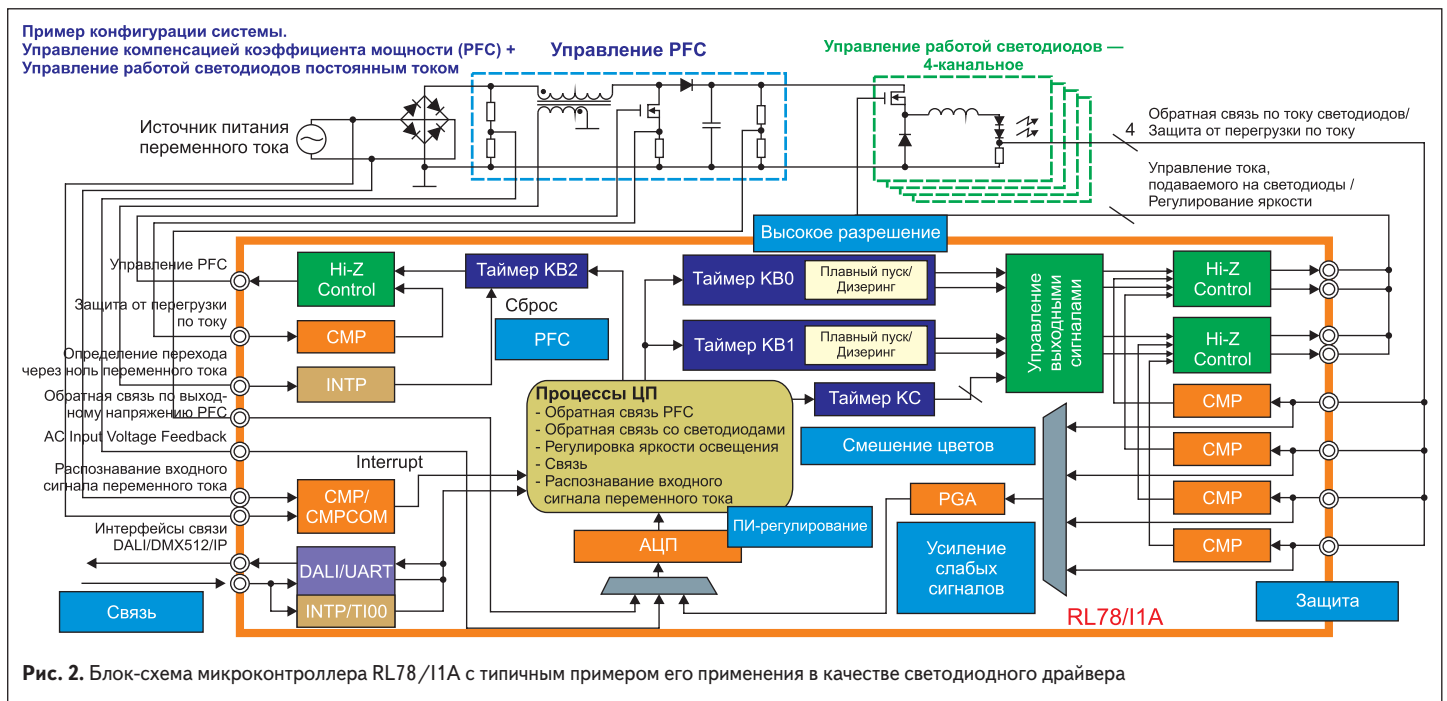 Пример конфигурации системы.
Управление компенсацией коэффициента мощности (PFC) +
Управление работой светодиодов постоянным током
Управление PFC
Управление работой светодиодов —
4-канальное
Источник питания
переменного тока
4
Обратная связь по току светодиодов/
Защита от перегрузки по току
Управление тока,
подаваемого на светодиоды /
Регулирование яркости
Высокое разрешение
Управление PFC
Hi-Z
Control
Таймер KB2
Сброс
PFC
Защита от перегрузки
по току
CMP
Определение перехода
через ноль переменного тока
INTP
Обратная связь по выход-
ному напряжению PFC
AC Input Voltage Feedback
Распознавание входного
сигнала переменного тока
Interrupt
CMP/
CMPCOM
Интерфейсы связи
DALI/DMX512/IP
DALI/UART
INTP/TI00
Связь
Таймер KB0
Плавный пуск/
Дизеринг
Таймер KB1
Плавный пуск/
Дизеринг
Таймер KC
Управление
выходными
сигналами
Hi-Z
Control
Hi-Z
Control
Процессы ЦП
- Обратная связь PFC
- Обратная связь со светодиодами
- Регулировка яркости освещения
- Связь
- Распознавание входного
сигнала переменного тока
Смешение цветов
ПИ-регулирование
АЦП
PGA
Усиление
слабых
сигналов
CMP
CMP
CMP
CMP
RL78/I1A
Защита
Рис. 2. Блок-схема микроконтроллера RL78/I1A с типичным примером его применения в качестве светодиодного драйвера